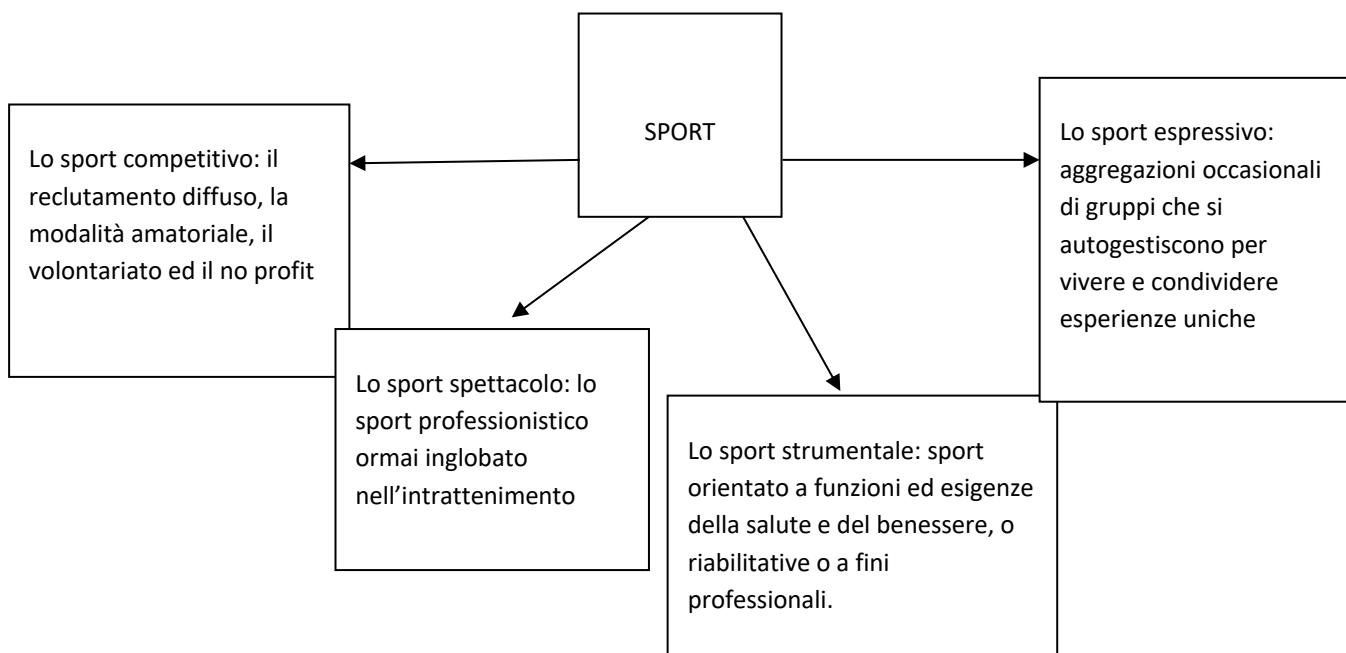 SPORT
Lo sport competitivo: il
reclutamento diffuso, la
modalità amatoriale, il
volontariato ed il no profit
Lo sport spettacolo: lo
sport professionistico
ormai inglobato
nell’intrattenimento
Lo sport strumentale: sport
orientato a funzioni ed esigenze
della salute e del benessere, o
riabilitative o a fini
professionali.
Lo sport espressivo:
aggregazioni occasionali
di gruppi che si
autogestiscono per
vivere e condividere
esperienze uniche